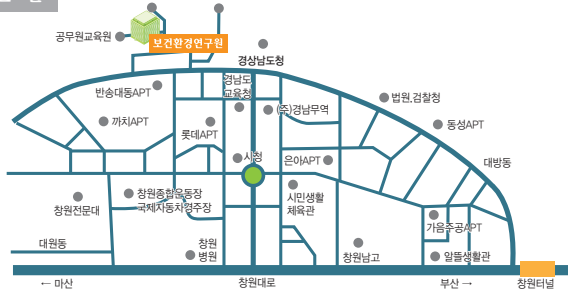 공무원교육원
보건환경연구원
경상남도청
경남도
교육청
반송대동APT
(주)경남무역
법원,검찰청
까치APT
롯데APT
동성APT
시청
은아APT
대방동
창원전문대
창원종합운동장
국제자동차경주장
시민생활
체육관
가음주공APT
대원동
창원
병원
창원남고
알뜰생활관
← 마산
창원대로
부산 →
창원터널